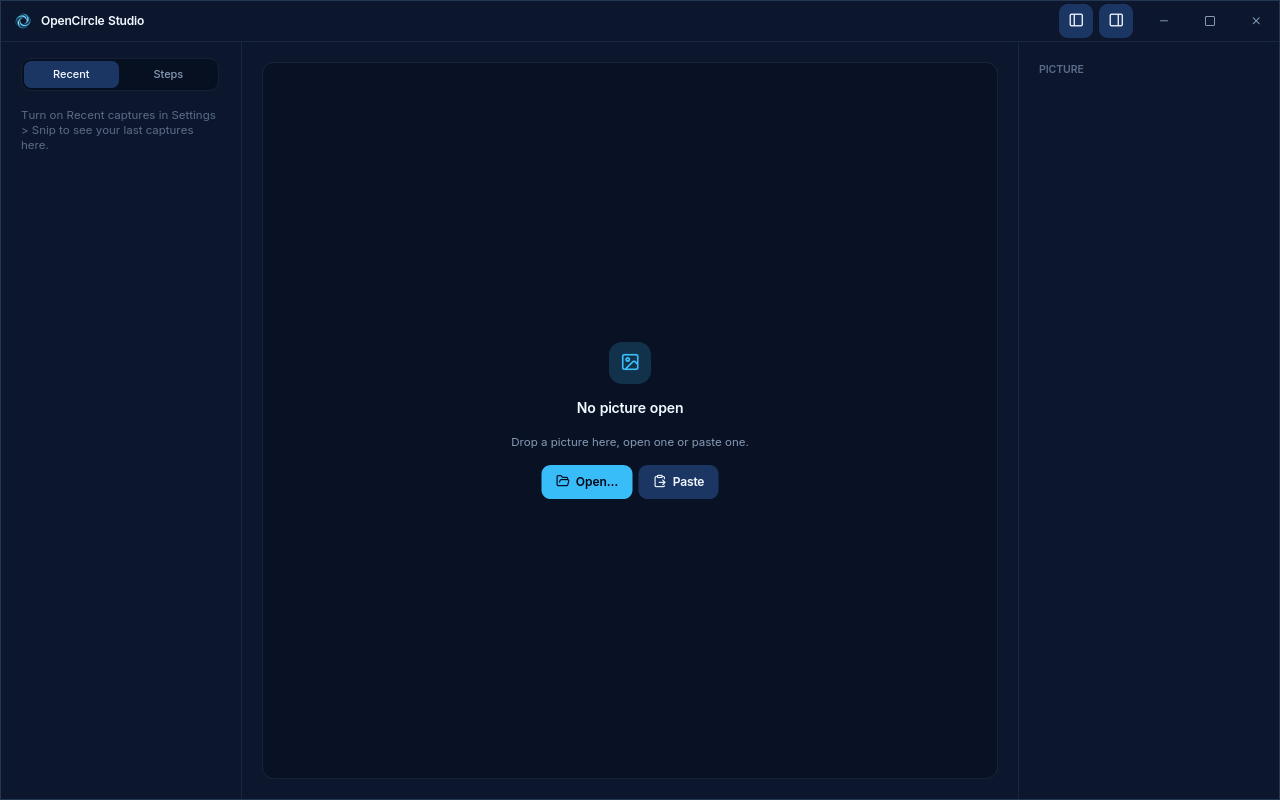 OpenCircle Studio
Recent
Steps
Turn on Recent captures in Settings
> Snip to see your last captures
here.
No picture open
Drop a picture here, open one or paste one.
Open...
Paste
PICTURE